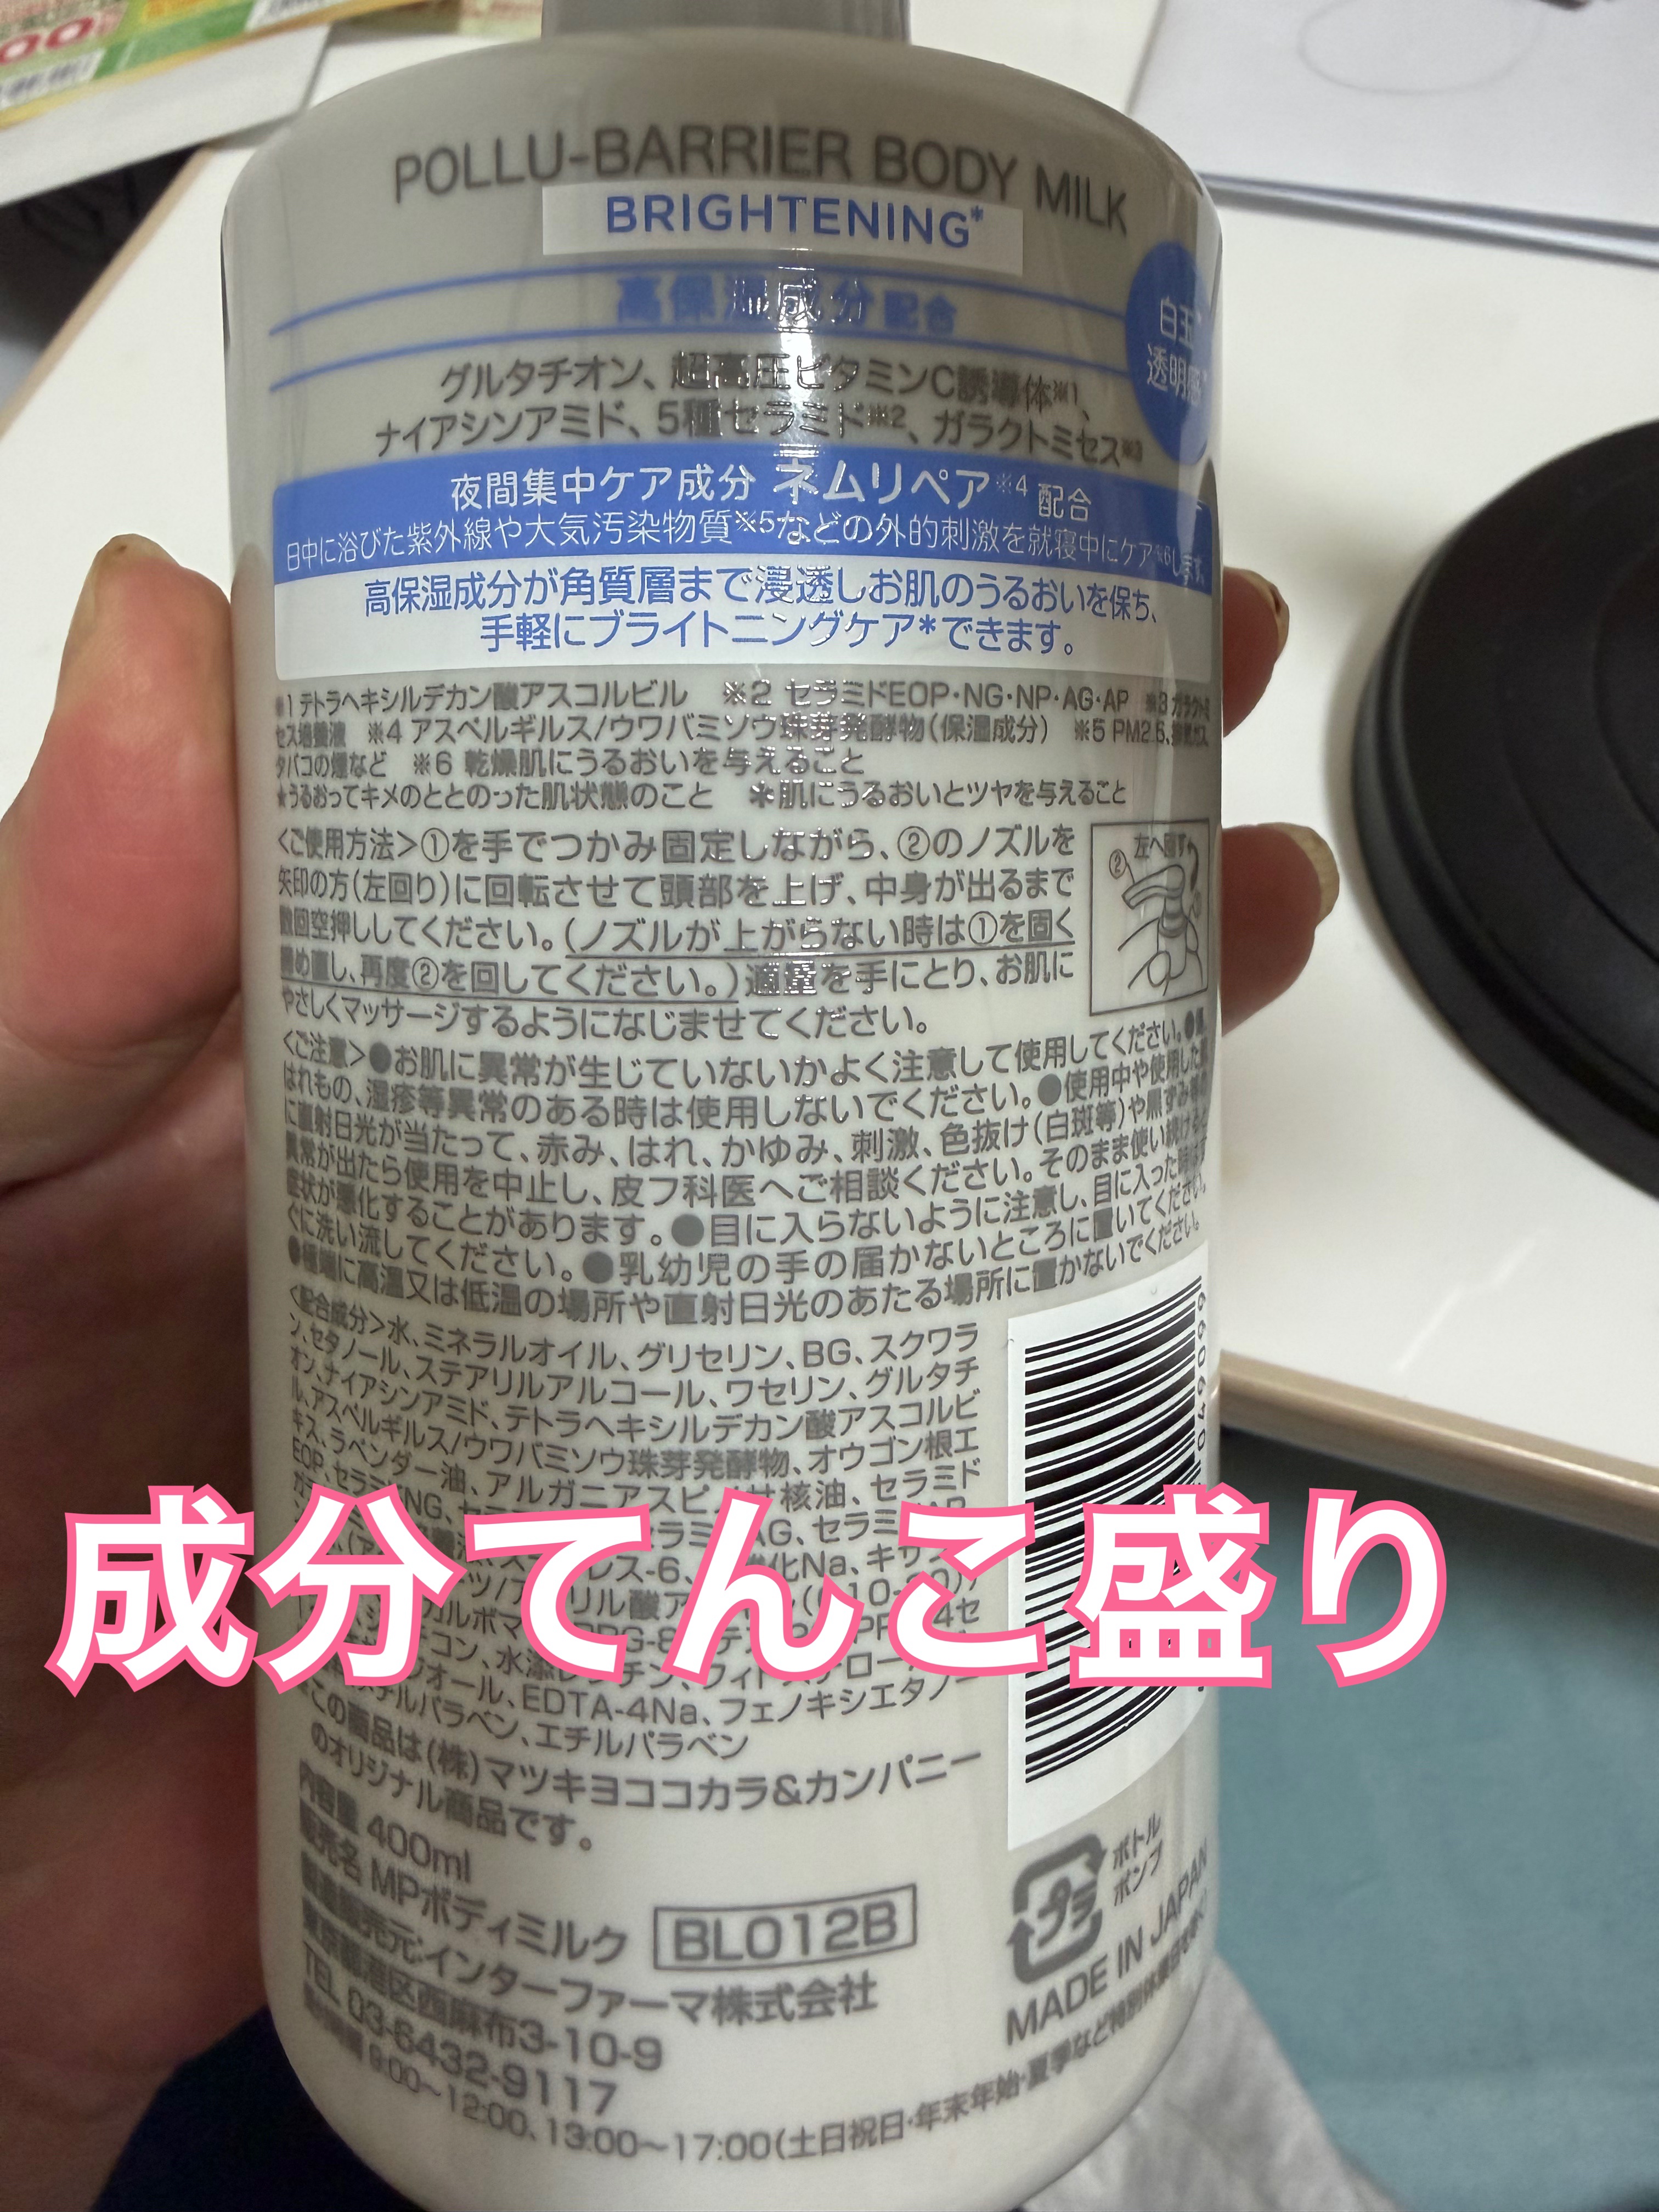 POLLU-BARRIER BODY MILK
BRIGHTENING*
高保湿成分配合
白玉
透明感
グルタチオン、超高圧ビタミンC誘導体※1、
ナイアシンアミド、5種セラミド※2、ガラクトミセス※3
夜間集中ケア成分 ネムリペア※4 配合
日中に浴びた紫外線や大気汚染物質※5などの外的刺激を就寝中にケア※6します。
高保湿成分が角質層まで浸透しお肌のうるおいを保ち、
手軽にブライトニングケア*できます。
※1 テトラヘキシルデカン酸アスコルビル ※2 セラミドEOP・NG・NP・AG・AP ※3 ガラクトミ
セス培養液 ※4 アスペルギルス/ウワバミソウ珠芽発酵物(保湿成分) ※5 PM2.5、排気ガス
タバコの煙など ※6 乾燥肌にうるおいを与えること
★うるおってキメのととのった肌状態のこと *肌にうるおいとツヤを与えること
<ご使用方法>①を手でつかみ固定しながら、②のノズルを
矢印の方(左回り)に回転させて頭部を上げ、中身が出るまで
数回空押ししてください。(ノズルが上がらない時は①を固く
締め直し、再度②を回してください。)適量を手にとり、お肌に
やさしくマッサージするようになじませてください。
左へ回す
②
<ご注意>●お肌に異常が生じていないかよく注意して使用してください。●
はれもの、湿疹等異常のある時は使用しないでください。●使用中や使用した
に直射日光が当たって、赤み、はれ、かゆみ、刺激、色抜け(白斑等)や黒ずみ等の
異常が出たら使用を中止し、皮フ科医へご相談ください。そのまま使い続けると
症状が悪化することがあります。●目に入らないように注意し、目に入った時は
ぐに洗い流してください。●乳幼児の手の届かないところに置いてください。
●極端に高温又は低温の場所や直射日光のあたる場所に置かないでください。
<配合成分>水、ミネラルオイル、グリセリン、BG、スクワラ
ン、セタノール、ステアリルアルコール、ワセリン、グルタチ
オン、ナイアシンアミド、テトラヘキシルデカン酸アスコルビ
ル、アスペルギルス/ウワバミソウ珠芽発酵物、オウゴン根エ
キス、ラベンダー油、アルガニアスピノサ核油、セラミド
EOP、セラミドNG、
成分てんこ盛り
EDTA-4Na、フェノキシエタノー
メチルパラベン、エチルパラベン
この商品は(株)マツキヨココカラ&カンパニー
のオリジナル商品です。
内容量 400ml
販売名 MPボディミルク BL012B
製造販売元:インターファーマ株式会社
東京都港区西麻布3-10-9
TEL 03-6432-9117
受付時間 9:00~12:00、13:00~17:00(土日祝日・年末年始・夏季など特別休業日を除く)
プラ
ボトル
ポンプ
MADE IN JAPAN